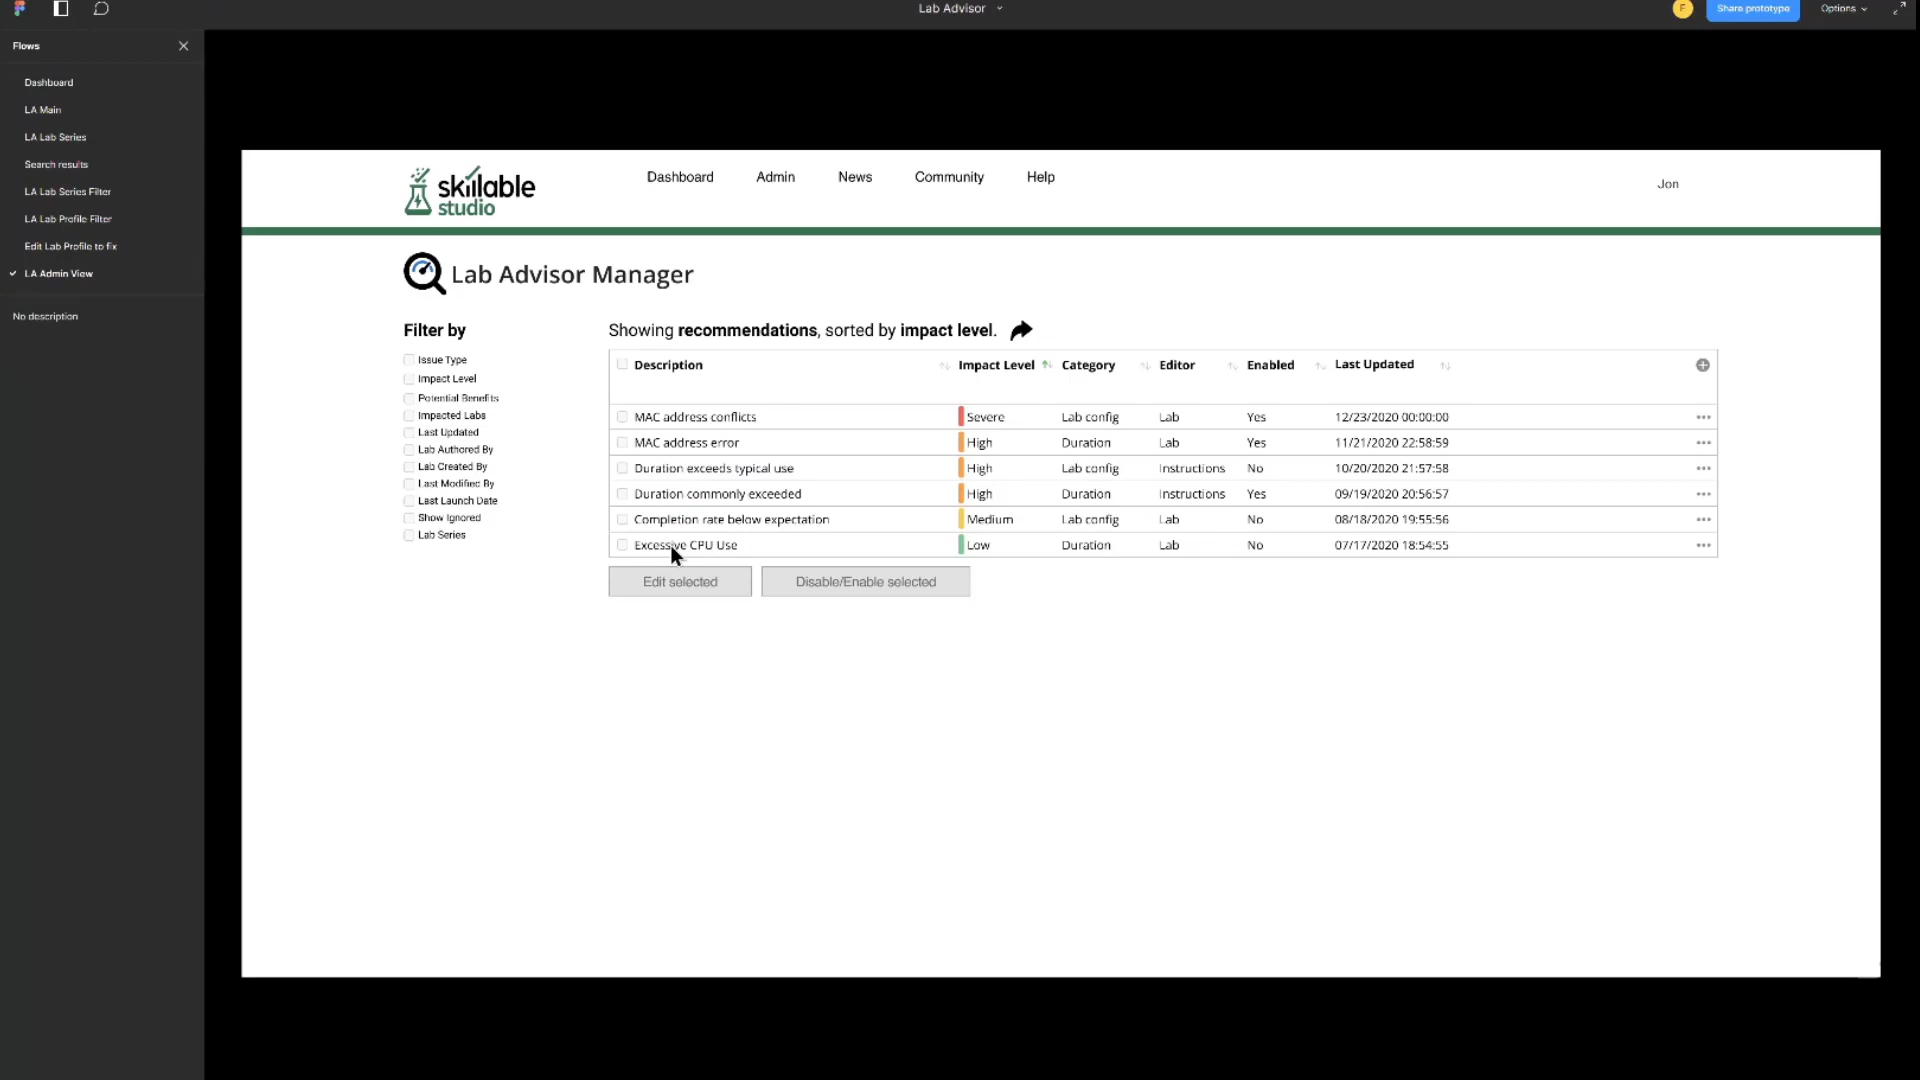 Lab Advisor
F
Share prototype
Options
Flows
Dashboard
LA Main
LA Lab Series
Search results
LA Lab Series Filter
LA Lab Profile Filter
Edit Lab Profile to fix
LA Admin View
No description
skillable
studio
Dashboard Admin News Community Help
Jon
Lab Advisor Manager
Filter by
Issue Type
Impact Level
Potential Benefits
Impacted Labs
Last Updated
Lab Authored By
Lab Created By
Last Modified By
Last Launch Date
Show Ignored
Lab Series
Showing recommendations, sorted by impact level.
Description Impact Level Category Editor Enabled Last Updated
MAC address conflicts Severe Lab config Lab Yes 12/23/2020 00:00:00
MAC address error High Duration Lab Yes 11/21/2020 22:58:59
Duration exceeds typical use High Lab config Instructions No 10/20/2020 21:57:58
Duration commonly exceeded High Duration Instructions Yes 09/19/2020 20:56:57
Completion rate below expectation Medium Lab config Lab No 08/18/2020 19:55:56
Excessive CPU Use Low Duration Lab No 07/17/2020 18:54:55
Edit selected Disable/Enable selected